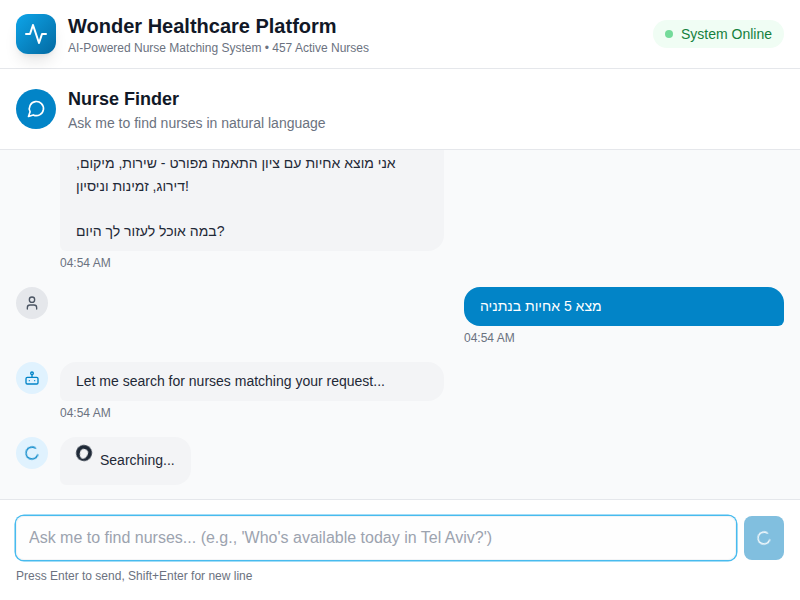 Wonder Healthcare Platform
AI-Powered Nurse Matching System • 457 Active Nurses
System Online
Nurse Finder
Ask me to find nurses in natural language
אני מוצא אחיות עם ציון התאמה מפורט - שירות, מיקום,
דירוג, זמינות וניסיון!
במה אוכל לעזור לך היום?
04:54 AM
מצא 5 אחיות בנתניה
04:54 AM
Let me search for nurses matching your request...
04:54 AM
Searching...
Ask me to find nurses... (e.g., 'Who's available today in Tel Aviv?')
Press Enter to send, Shift+Enter for new line